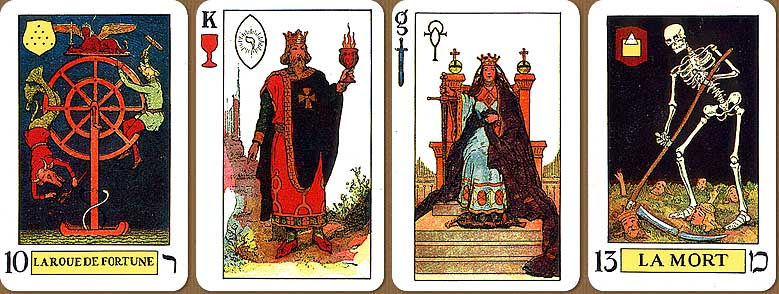 10 LA ROUE DE FORTUNE י
K
g
13 LA MORT מ